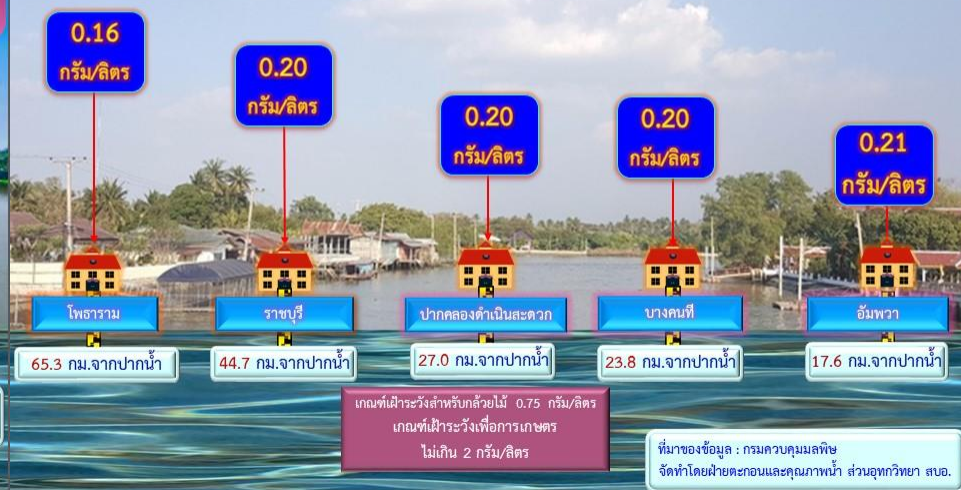 0.16
กรัม/ลิตร
0.20
กรัม/ลิตร
0.20
กรัม/ลิตร
0.20
กรัม/ลิตร
0.21
กรัม/ลิตร
โพธาราม
ราชบุรี
ปากคลองดำเนินสะดวก
บางคนที
อัมพวา
65.3 กม.จากปากน้ำ
44.7 กม.จากปากน้ำ
27.0 กม.จากปากน้ำ
23.8 กม.จากปากน้ำ
17.6 กม.จากปากน้ำ
เกณฑ์เฝ้าระวังสำหรับกล้วยไม้ 0.75 กรัม/ลิตร
เกณฑ์เฝ้าระวังเพื่อการเกษตร
ไม่เกิน 2 กรัม/ลิตร
ที่มาของข้อมูล : กรมควบคุมมลพิษ
จัดทำโดยฝ่ายตะกอนและคุณภาพน้ำ ส่วนอุทกวิทยา สบอ.